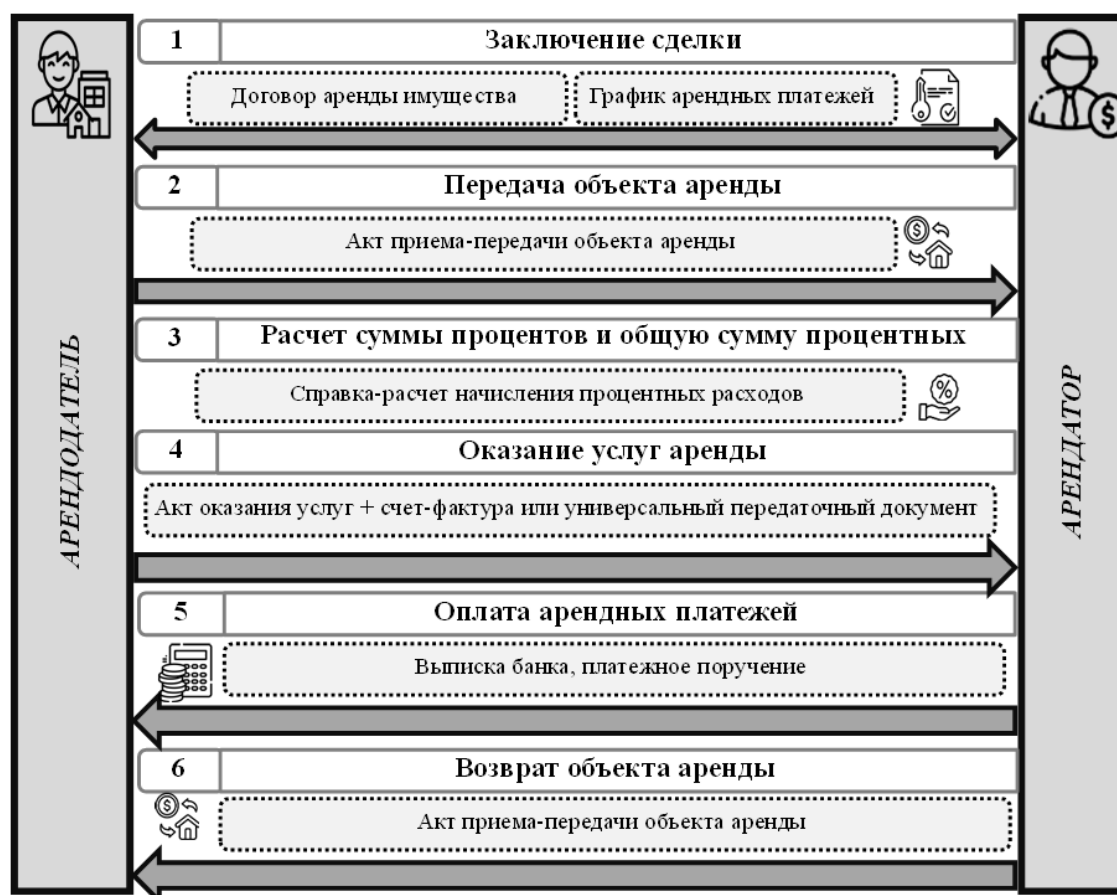 АРЕНДОДАТЕЛЬ
1 Заключение сделки
Договор аренды имущества График арендных платежей
2 Передача объекта аренды
Акт приема-передачи объекта аренды
3 Расчет суммы процентов и общую сумму процентных
Справка-расчет начисления процентных расходов
4 Оказание услуг аренды
Акт оказания услуг + счет-фактура или универсальный передаточный документ
5 Оплата арендных платежей
Выписка банка, платежное поручение
6 Возврат объекта аренды
Акт приема-передачи объекта аренды
АРЕНДАТОР